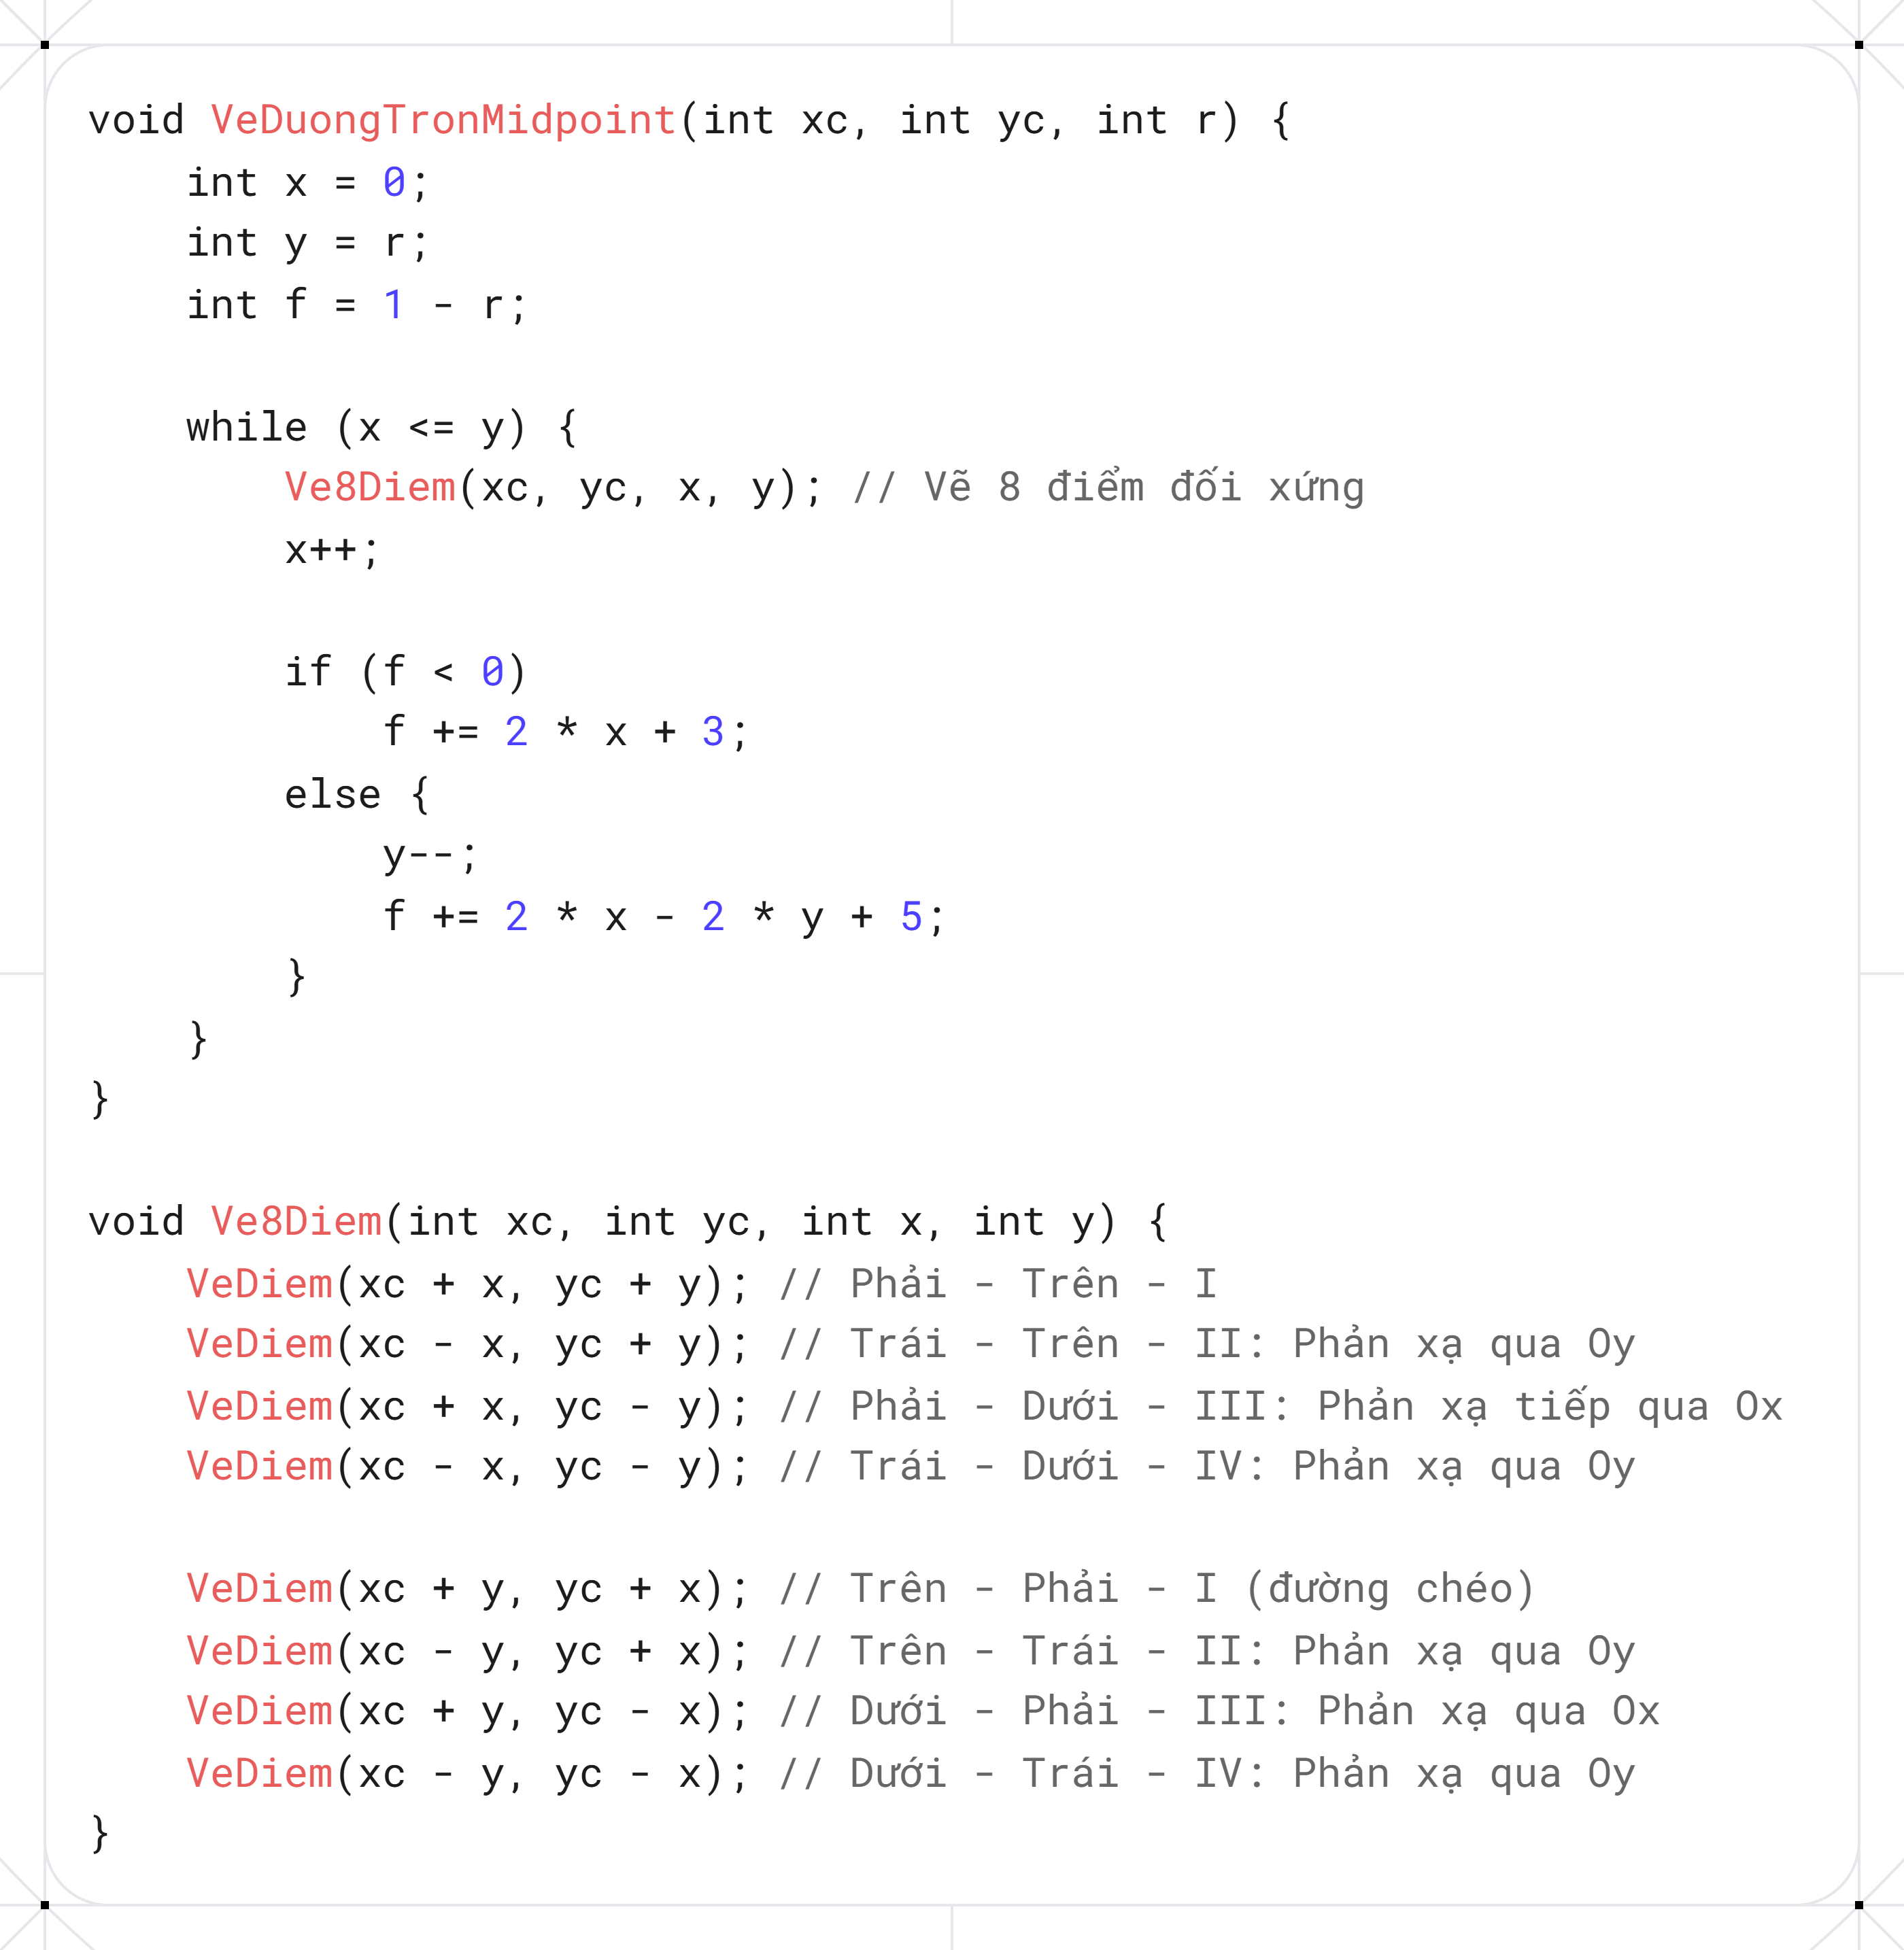 void VeDuongTronMidpoint(int xc, int yc, int r) {
    int x = 0;
    int y = r;
    int f = 1 - r;

    while (x <= y) {
        Ve8Diem(xc, yc, x, y); // Vẽ 8 điểm đối xứng
        x++;

        if (f < 0)
            f += 2 * x + 3;
        else {
            y--;
            f += 2 * x - 2 * y + 5;
        }
    }
}

void Ve8Diem(int xc, int yc, int x, int y) {
    VeDiem(xc + x, yc + y); // Phải - Trên - I
    VeDiem(xc - x, yc + y); // Trái - Trên - II: Phản xạ qua Oy
    VeDiem(xc + x, yc - y); // Phải - Dưới - III: Phản xạ tiếp qua Ox
    VeDiem(xc - x, yc - y); // Trái - Dưới - IV: Phản xạ qua Oy

    VeDiem(xc + y, yc + x); // Trên - Phải - I (đường chéo)
    VeDiem(xc - y, yc + x); // Trên - Trái - II: Phản xạ qua Oy
    VeDiem(xc + y, yc - x); // Dưới - Phải - III: Phản xạ qua Ox
    VeDiem(xc - y, yc - x); // Dưới - Trái - IV: Phản xạ qua Oy
}